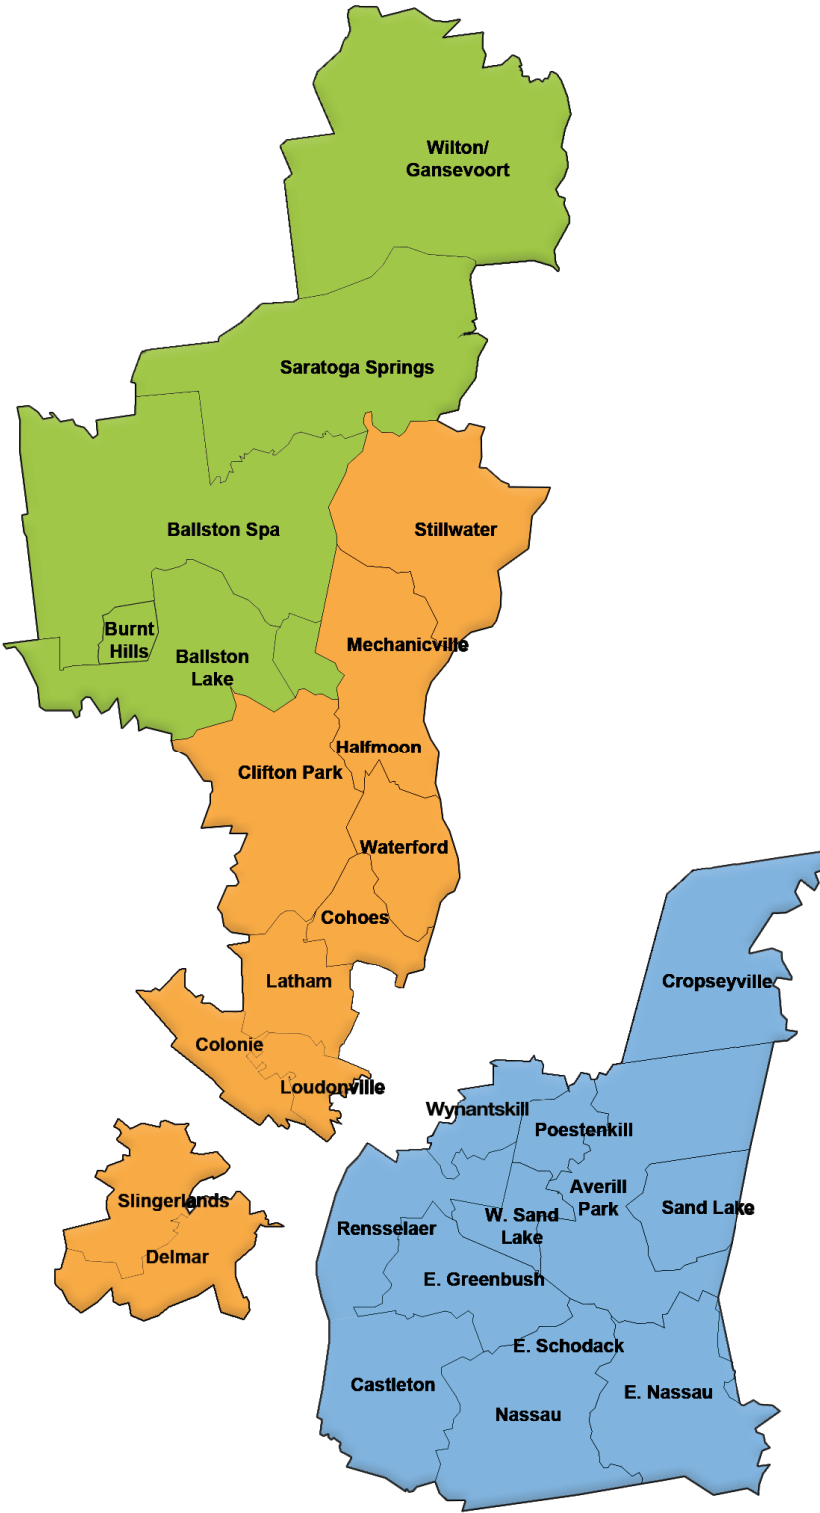 Wilton/
Gansevoort
Saratoga Springs
Ballston Spa
Stillwater
Burnt
Hills
Ballston
Lake
Mechanicville
Halfmoon
Clifton Park
Waterford
Cohoes
Latham
Cropseyville
Colonie
Loudonville
Wynantskill
Poestenkill
Slingerlands
Averill
Park
Sand Lake
W. Sand
Lake
Rensselaer
Delmar
E. Greenbush
E. Schodack
Castleton
E. Nassau
Nassau